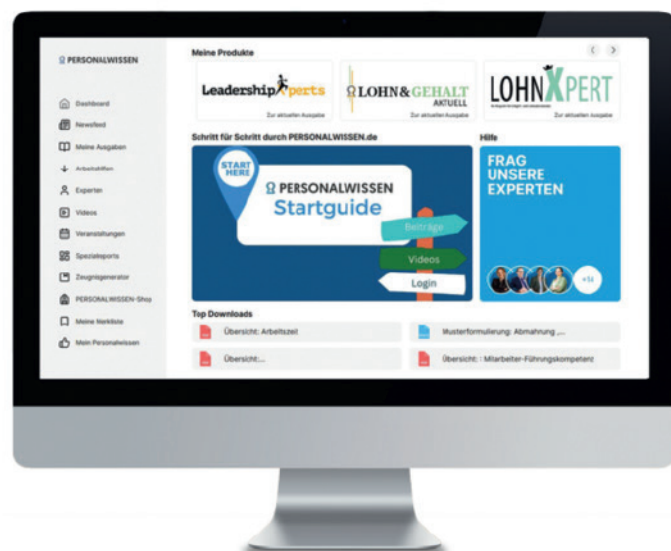 PERSONALWISSEN
Dashboard
Newsfeed
Meine Ausgaben
Arbeitshilfen
Experten
Videos
Veranstaltungen
Spezialreports
Zeugnisgenerator
PERSONALWISSEN-Shop
Meine Merkliste
Mein Personalwissen
Meine Produkte
LeadershipXperts
Zur aktuellen Ausgabe
LOHN & GEHALT
AKTUELL
Zur aktuellen Ausgabe
LOHNXPERT
Zur aktuellen Ausgabe
Schritt für Schritt durch PERSONALWISSEN.de
START
HERE
PERSONALWISSEN
Startguide
Beiträge
Videos
Login
Hilfe
FRAG
UNSERE
EXPERTEN
Top Downloads
Übersicht: Arbeitszeit
Musterformulierung: Abmahnung ,...
Übersicht:...
Übersicht: : Mitarbeiter-Führungskompetenz